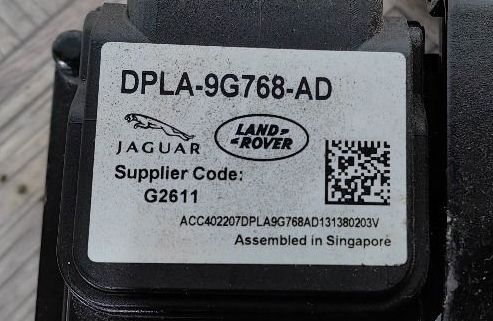 DPLA-9G768-AD
JAGUAR
LAND-
ROVER
Supplier Code:
G2611
ACC402207DPLA9G768AD131380203V
Assembled in Singapore